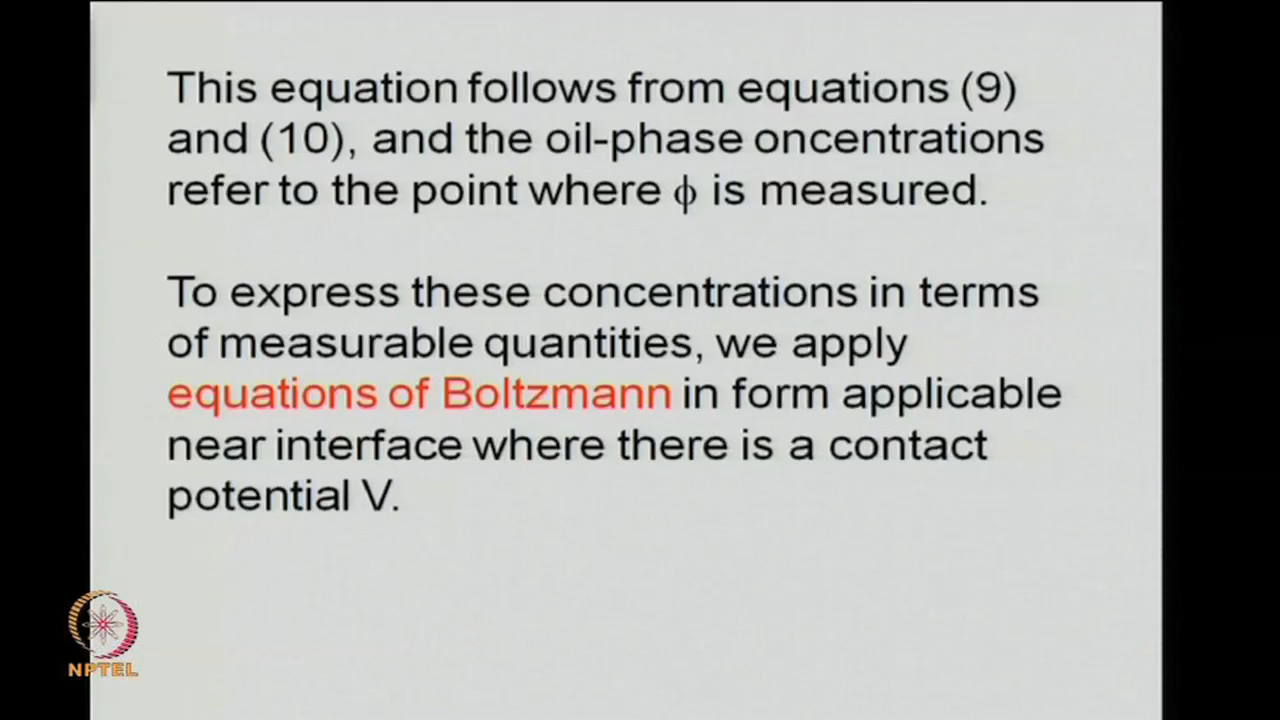 This equation follows from equations (9)
and (10), and the oil-phase oncentrations
refer to the point where ϕ is measured.
To express these concentrations in terms
of measurable quantities, we apply
equations of Boltzmann in form applicable
near interface where there is a contact
potential V.
NPTEL